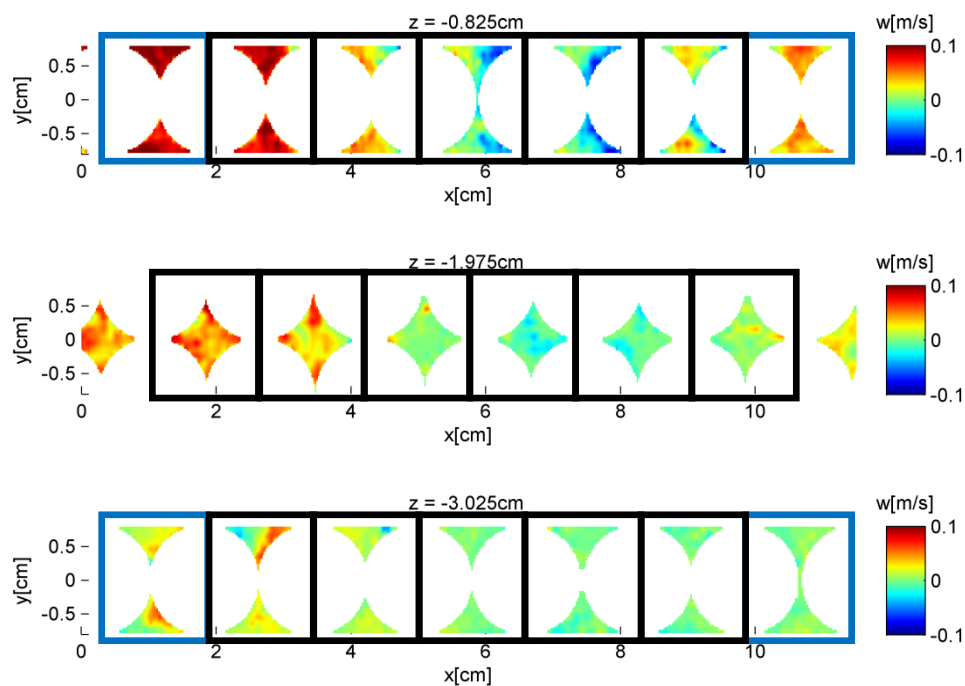 z = -0.825cm
w[m/s]
y[cm]
0.5
0
-0.5
0.1
0
-0.1
0 2 4 6 8 10
x[cm]
z = -1.975cm
w[m/s]
y[cm]
0.5
0
-0.5
0.1
0
-0.1
0 2 4 6 8 10
x[cm]
z = -3.025cm
w[m/s]
y[cm]
0.5
0
-0.5
0.1
0
-0.1
0 2 4 6 8 10
x[cm]